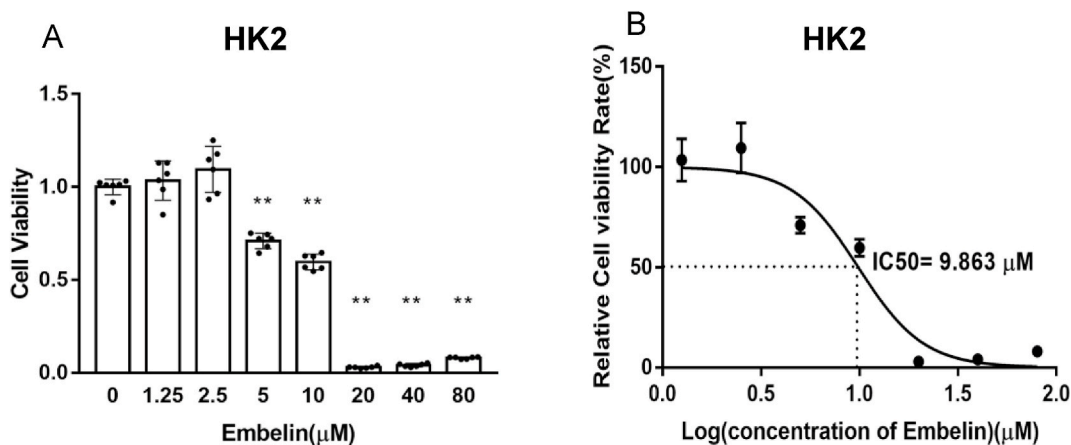 A
HK2
Cell Viability
1.5
1.0
0.5
0.0
** ** ** ** **
0 1.25 2.5 5 10 20 40 80
Embelin(μM)
B
HK2
Relative Cell viability Rate(%)
150
100
50
0
IC50= 9.863 μM
0.0 0.5 1.0 1.5 2.0
Log(concentration of Embelin)(μM)